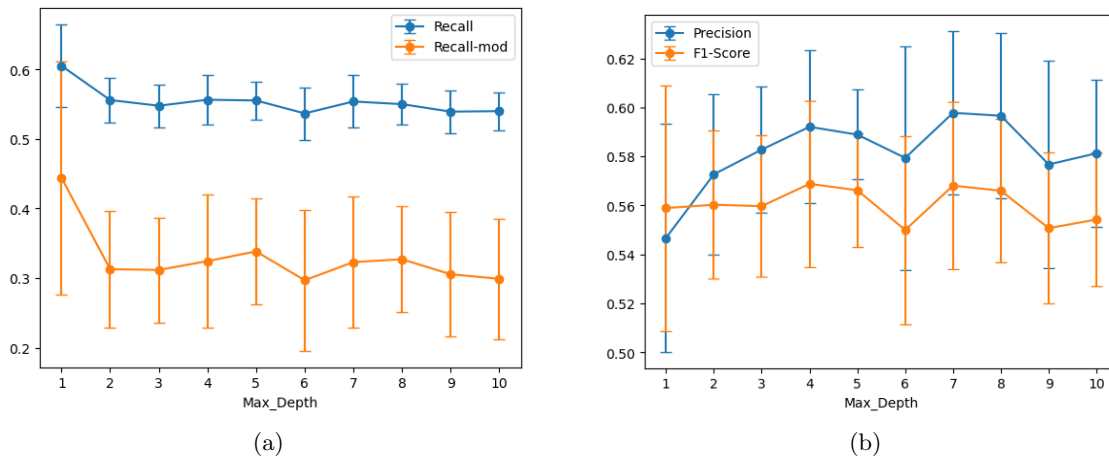 Recall
Recall-mod
0.6
0.5
0.4
0.3
0.2
1 2 3 4 5 6 7 8 9 10
Max_Depth
(a)
Precision
F1-Score
0.62
0.60
0.58
0.56
0.54
0.52
0.50
1 2 3 4 5 6 7 8 9 10
Max_Depth
(b)